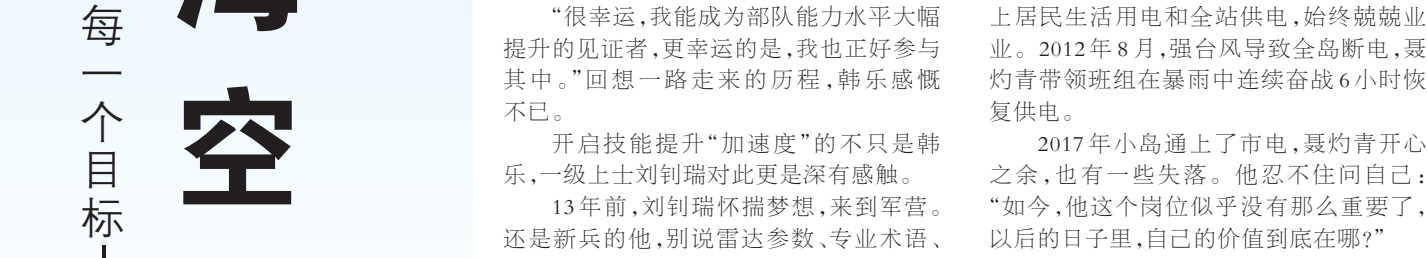 空
每一个目标
“很幸运,我能成为部队能力水平大幅
提升的见证者,更幸运的是,我也正好参与
其中。”回想一路走来的历程,韩乐感慨
不已。
开启技能提升“加速度”的不只是韩
乐,一级上士刘钊瑞对此更是深有感触。
13年前,刘钊瑞怀揣梦想,来到军营。
还是新兵的他,别说雷达参数、专业术语、
上居民生活用电和全站供电,始终兢兢业
业。2012年8月,强台风导致全岛断电,聂
灼青带领班组在暴雨中连续奋战6小时恢
复供电。
2017年小岛通上了市电,聂灼青开心
之余,也有一些失落。他忍不住问自己:
“如今,他这个岗位似乎没有那么重要了,
以后的日子里,自己的价值到底在哪?”